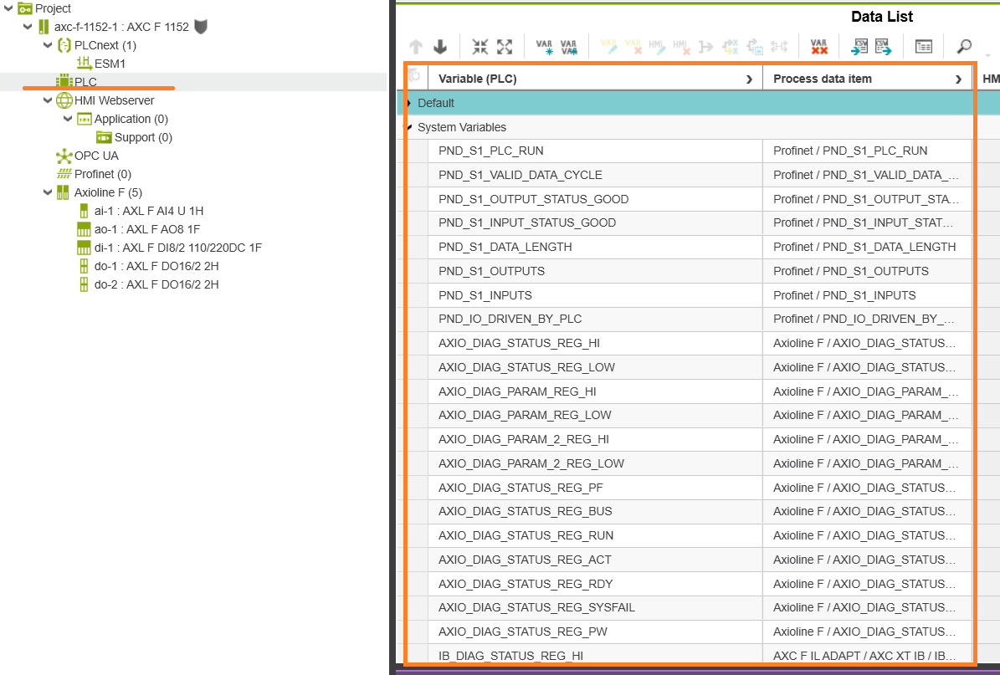 Project
axc-f-1152-1 : AXC F 1152
PLCnext (1)
ESM1
PLC
HMI Webserver
Application (0)
Support (0)
OPC UA
Profinet (0)
Axioline F (5)
ai-1 : AXL F AI4 U 1H
ao-1 : AXL F AO8 1F
di-1 : AXL F DI8/2 110/220DC 1F
do-1 : AXL F DO16/2 2H
do-2 : AXL F DO16/2 2H
Data List
VAR VAR VAR VAR HMI HMI VAR CSV CSV
Variable (PLC) Process data item HM
Default
System Variables
PND_S1_PLC_RUN Profinet / PND_S1_PLC_RUN
PND_S1_VALID_DATA_CYCLE Profinet / PND_S1_VALID_DATA_...
PND_S1_OUTPUT_STATUS_GOOD Profinet / PND_S1_OUTPUT_STA...
PND_S1_INPUT_STATUS_GOOD Profinet / PND_S1_INPUT_STAT...
PND_S1_DATA_LENGTH Profinet / PND_S1_DATA_LENGTH
PND_S1_OUTPUTS Profinet / PND_S1_OUTPUTS
PND_S1_INPUTS Profinet / PND_S1_INPUTS
PND_IO_DRIVEN_BY_PLC Profinet / PND_IO_DRIVEN_BY_...
AXIO_DIAG_STATUS_REG_HI Axioline F / AXIO_DIAG_STATUS...
AXIO_DIAG_STATUS_REG_LOW Axioline F / AXIO_DIAG_STATUS...
AXIO_DIAG_PARAM_REG_HI Axioline F / AXIO_DIAG_PARAM_...
AXIO_DIAG_PARAM_REG_LOW Axioline F / AXIO_DIAG_PARAM_...
AXIO_DIAG_PARAM_2_REG_HI Axioline F / AXIO_DIAG_PARAM_...
AXIO_DIAG_PARAM_2_REG_LOW Axioline F / AXIO_DIAG_PARAM_...
AXIO_DIAG_STATUS_REG_PF Axioline F / AXIO_DIAG_STATUS...
AXIO_DIAG_STATUS_REG_BUS Axioline F / AXIO_DIAG_STATUS...
AXIO_DIAG_STATUS_REG_RUN Axioline F / AXIO_DIAG_STATUS...
AXIO_DIAG_STATUS_REG_ACT Axioline F / AXIO_DIAG_STATUS...
AXIO_DIAG_STATUS_REG_RDY Axioline F / AXIO_DIAG_STATUS...
AXIO_DIAG_STATUS_REG_SYSFAIL Axioline F / AXIO_DIAG_STATUS...
AXIO_DIAG_STATUS_REG_PW Axioline F / AXIO_DIAG_STATUS...
IB_DIAG_STATUS_REG_HI AXC F IL ADAPT / AXC XT IB / IB...